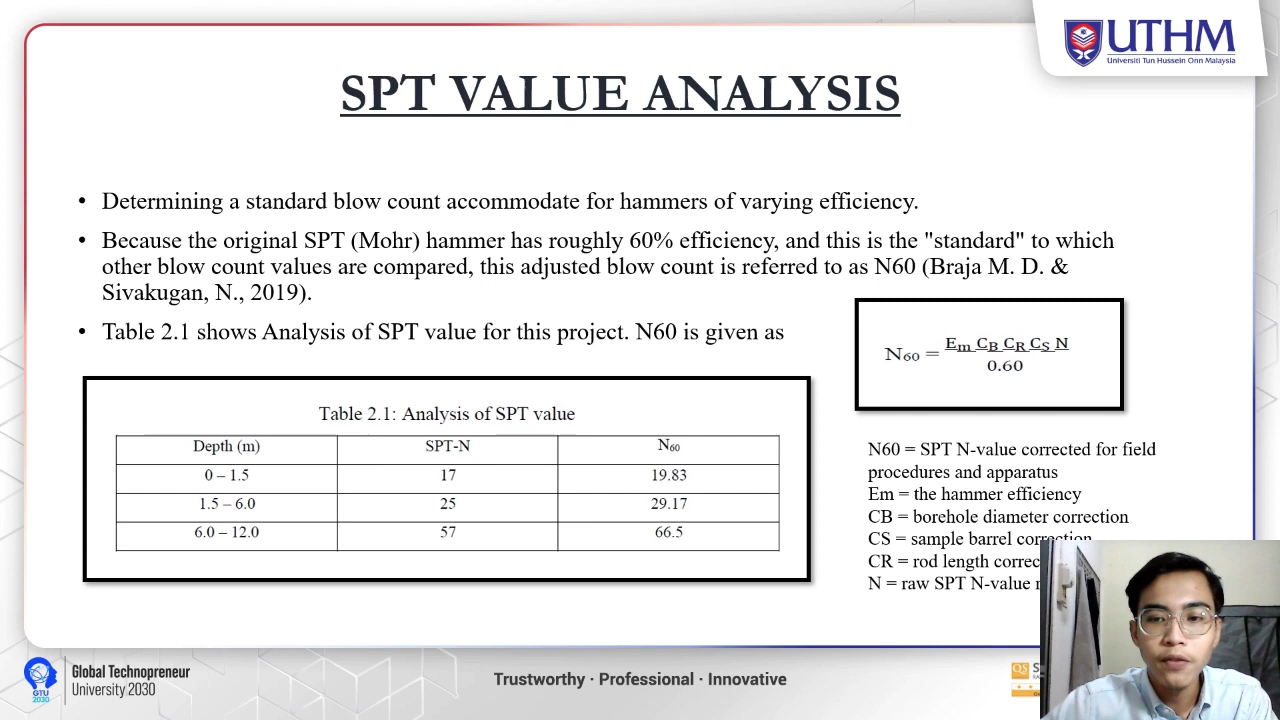 UTHM
Universiti Tun Hussein Onn Malaysia
SPT VALUE ANALYSIS
• Determining a standard blow count accommodate for hammers of varying efficiency.
• Because the original SPT (Mohr) hammer has roughly 60% efficiency, and this is the "standard" to which
other blow count values are compared, this adjusted blow count is referred to as N60 (Braja M. D. &
Sivakugan, N., 2019).
• Table 2.1 shows Analysis of SPT value for this project. N60 is given as
N60 = Em CB CR CS N
0.60
Table 2.1: Analysis of SPT value
Depth (m) SPT-N N60
0 – 1.5 17 19.83
1.5 – 6.0 25 29.17
6.0 – 12.0 57 66.5
N60 = SPT N-value corrected for field
procedures and apparatus
Em = the hammer efficiency
CB = borehole diameter correction
CS = sample barrel correction
CR = rod length
N = raw SPT N-value
GTU
2030
Global Technopreneur
University 2030
Trustworthy · Professional · Innovative
QS